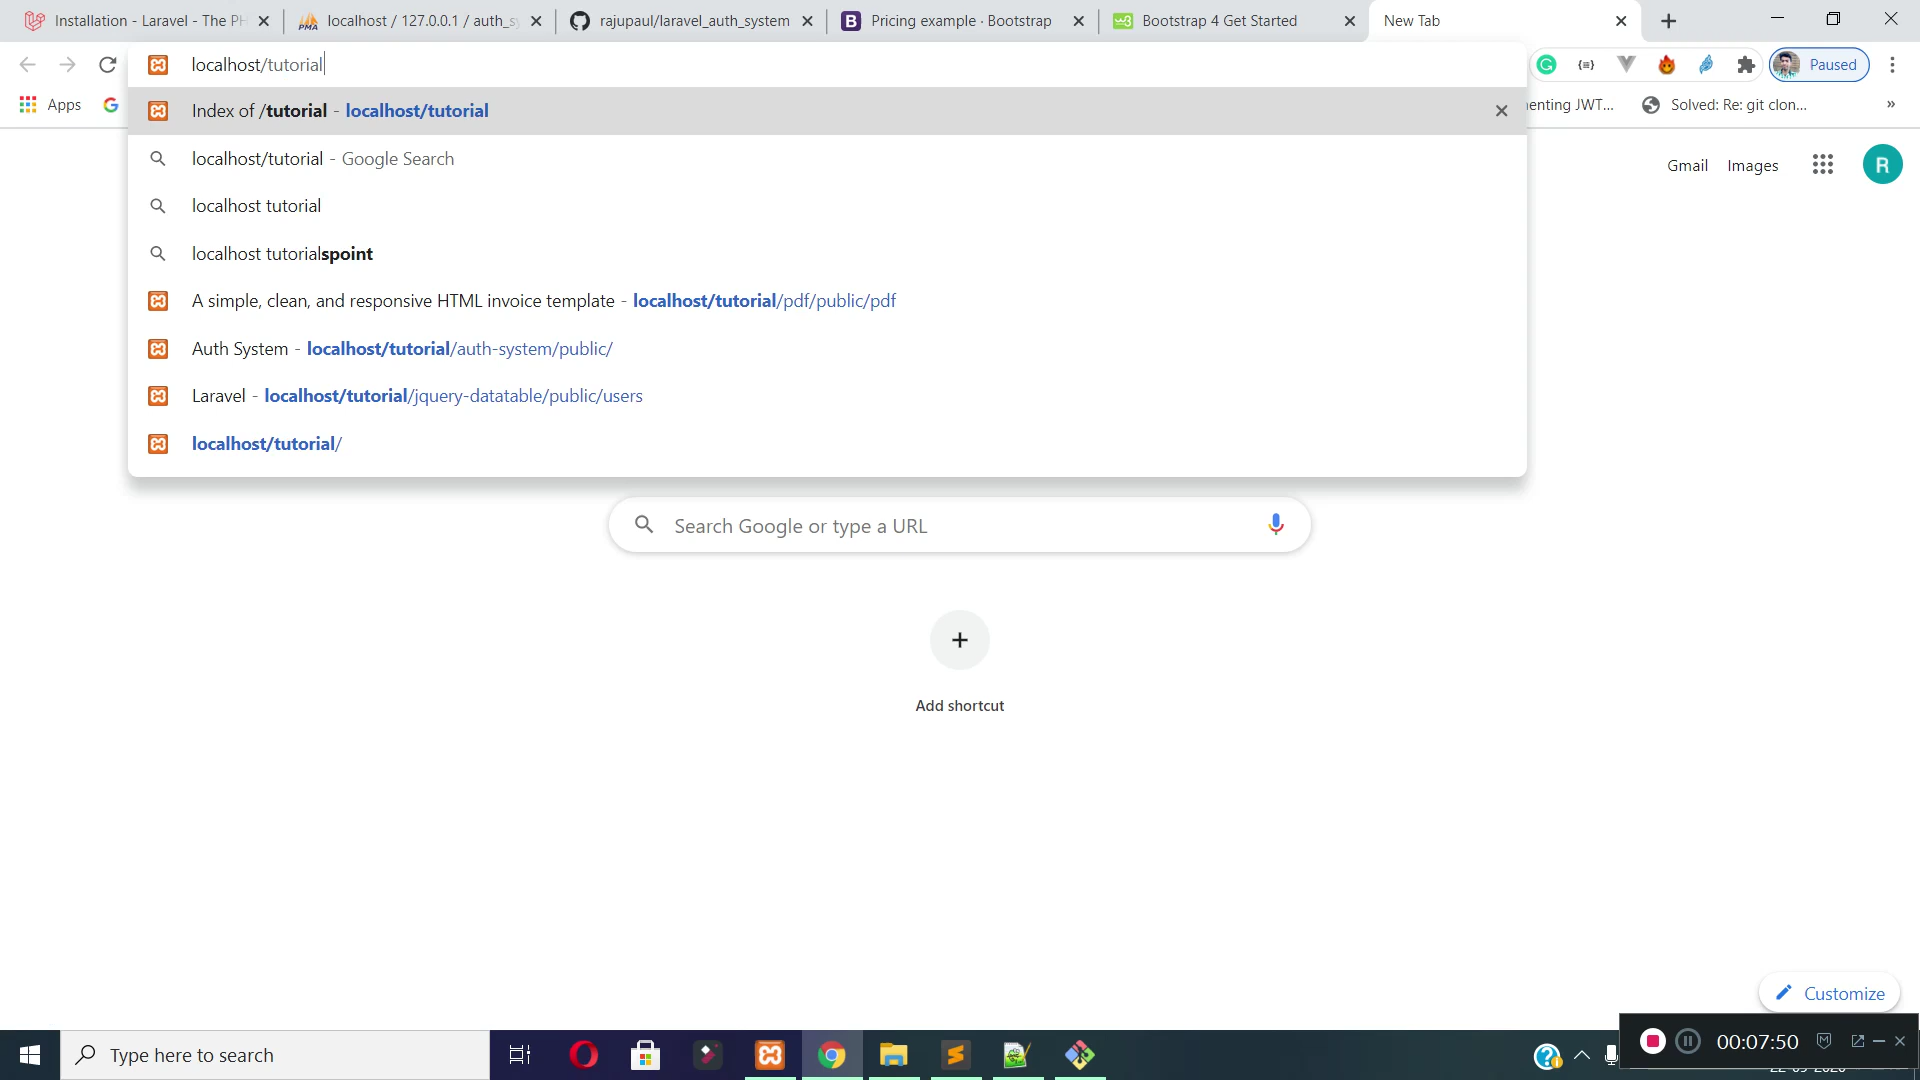 Installation - Laravel - The PH
localhost / 127.0.0.1 / auth_sy
rajupaul/laravel_auth_system
Pricing example · Bootstrap
Bootstrap 4 Get Started
New Tab
localhost/tutorial
Paused
Apps
enting JWT...
Solved: Re: git clon...
»
Index of /tutorial - localhost/tutorial
localhost/tutorial - Google Search
localhost tutorial
localhost tutorialspoint
A simple, clean, and responsive HTML invoice template - localhost/tutorial/pdf/public/pdf
Auth System - localhost/tutorial/auth-system/public/
Laravel - localhost/tutorial/jquery-datatable/public/users
localhost/tutorial/
Gmail
Images
R
Search Google or type a URL
Add shortcut
Customize
Type here to search
00:07:50